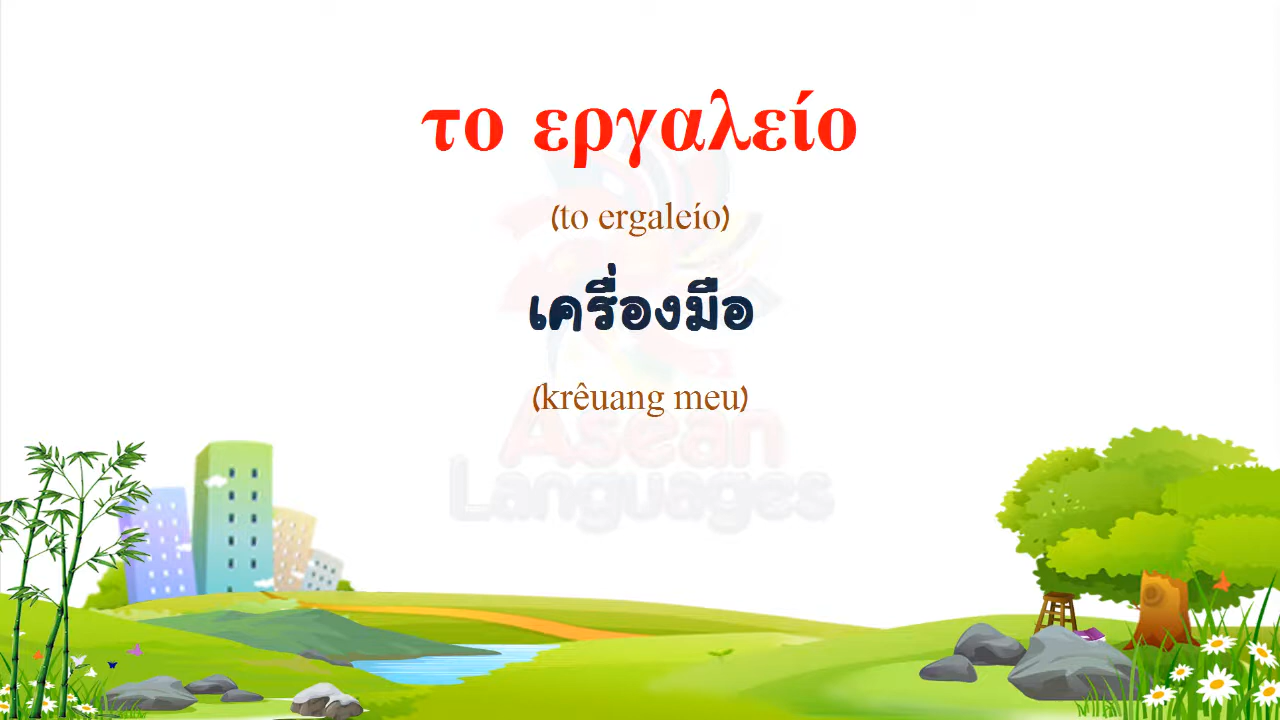 το εργαλείο
(to ergaleío)
เครื่องมือ
(krêuang meu)
Asean
Languages